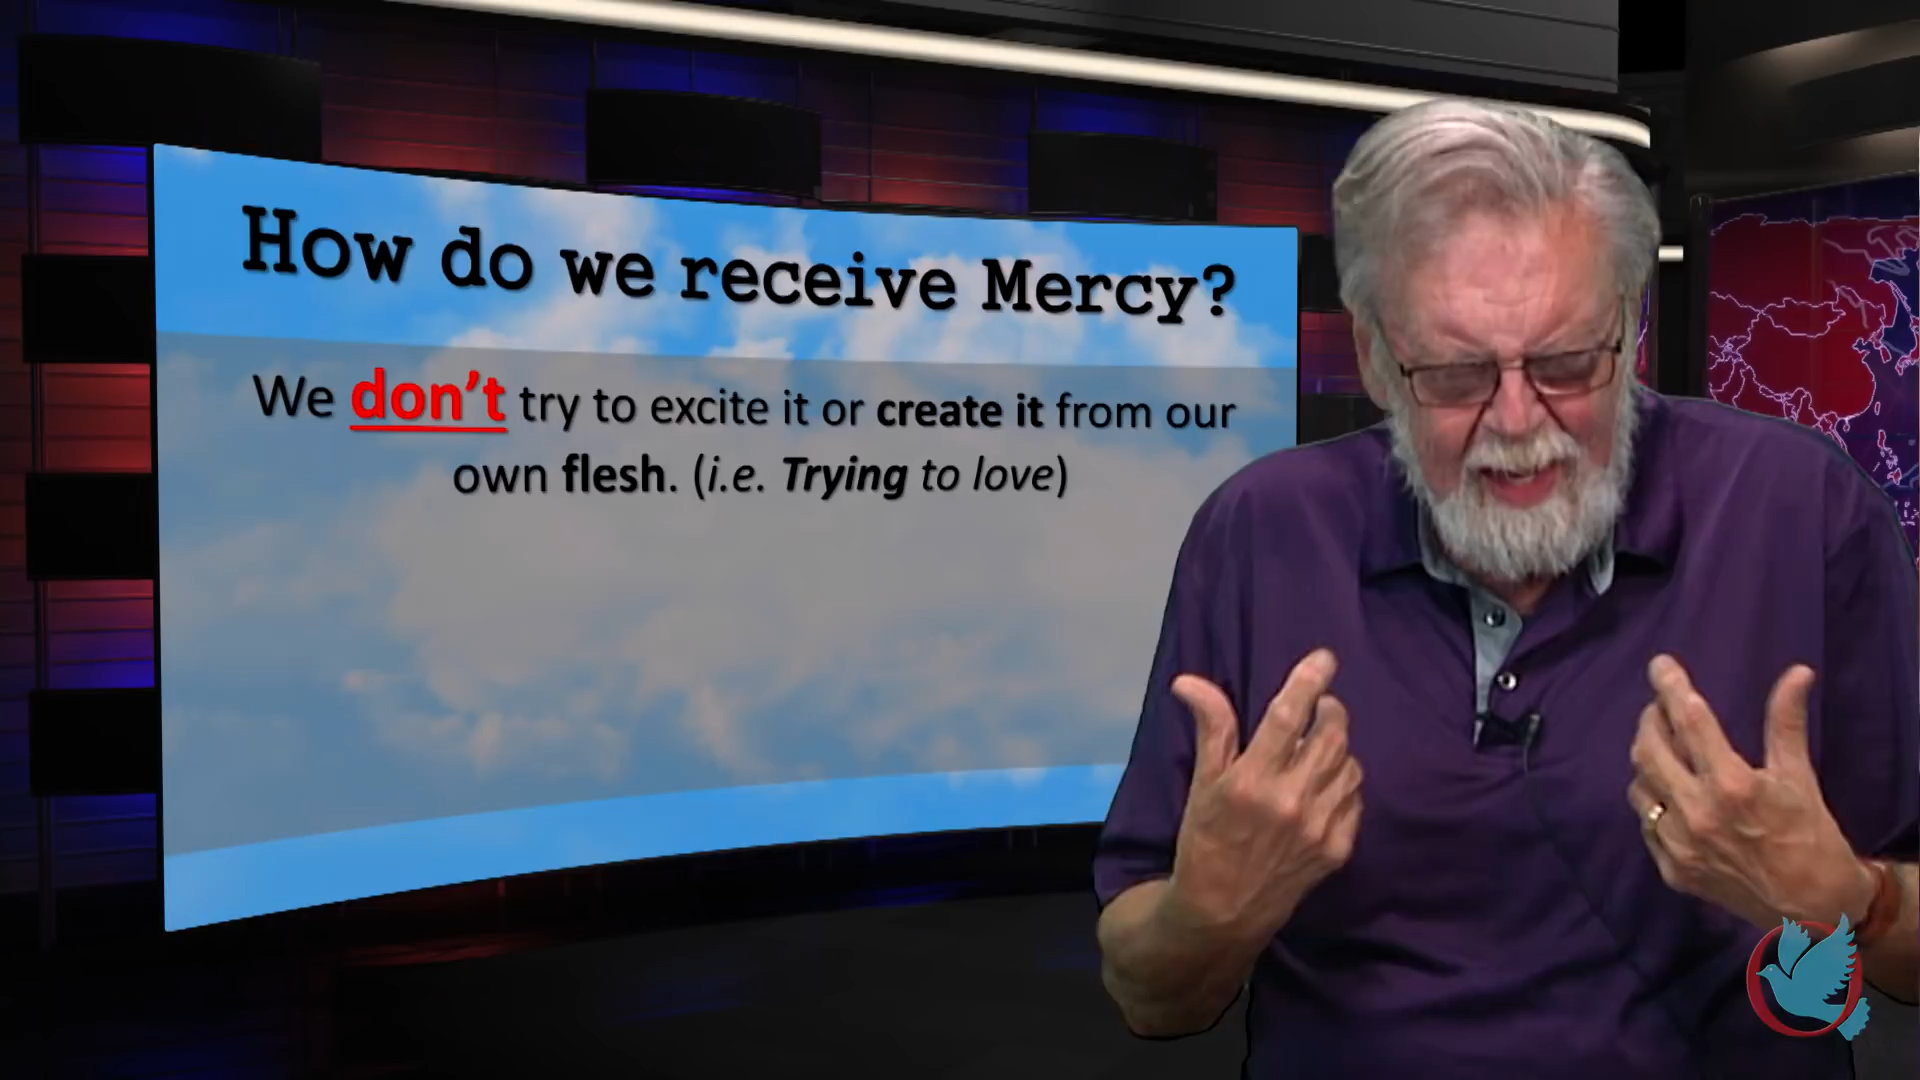 How do we receive Mercy?
We don't try to excite it or create it from our
own flesh. (i.e. Trying to love)